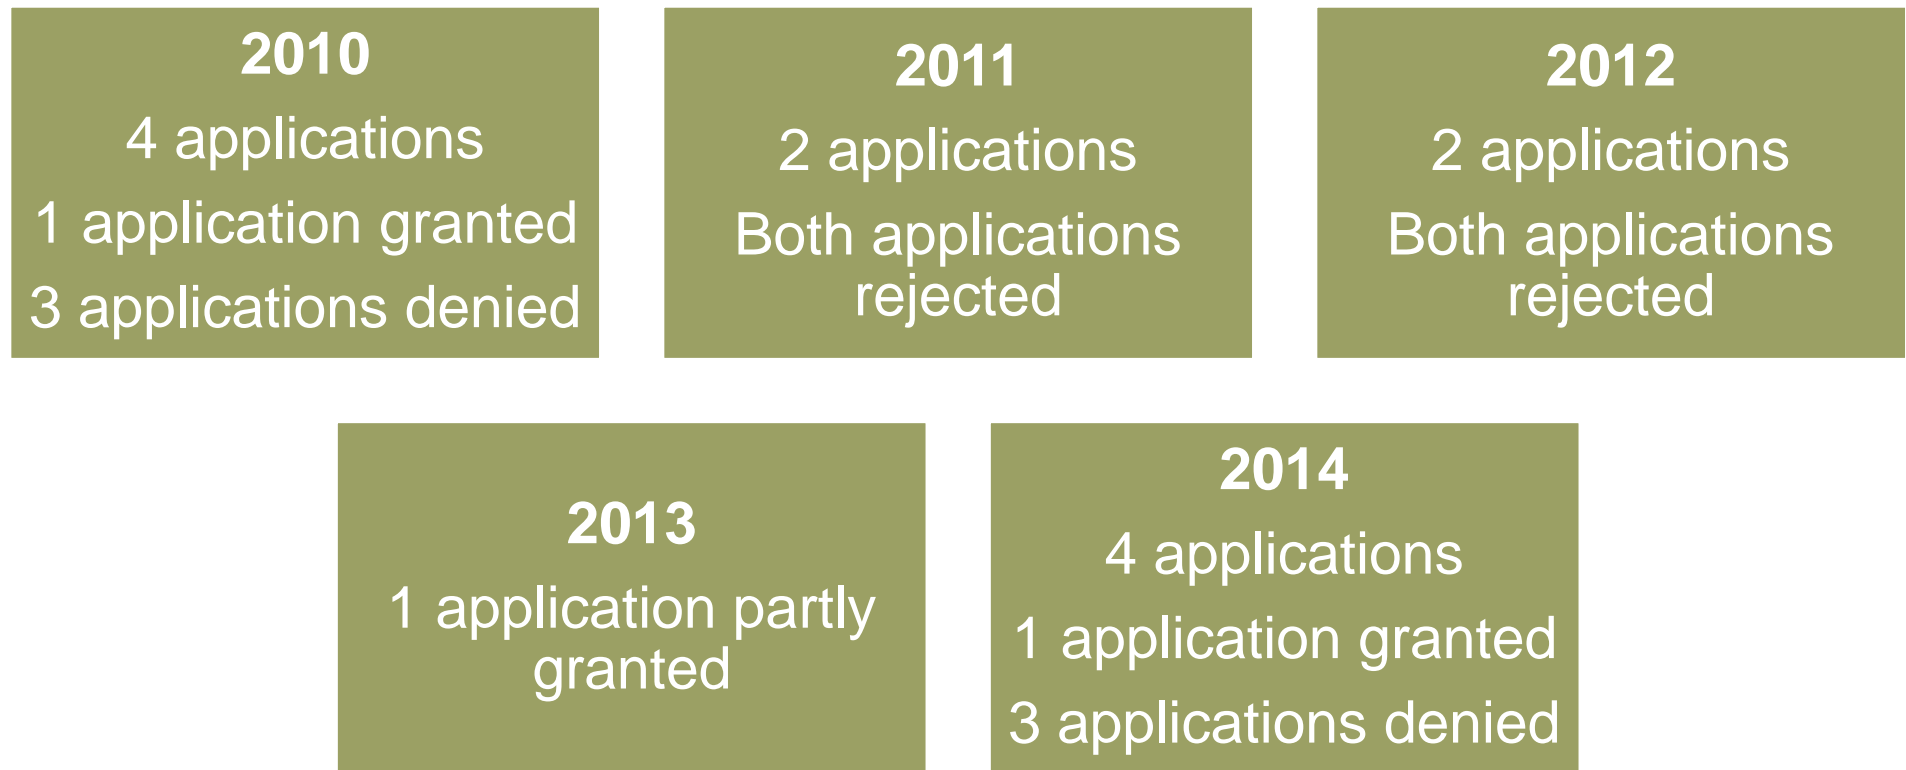 2010
4 applications
1 application granted
3 applications denied
2011
2 applications
Both applications
rejected
2012
2 applications
Both applications
rejected
2013
1 application partly
granted
2014
4 applications
1 application granted
3 applications denied